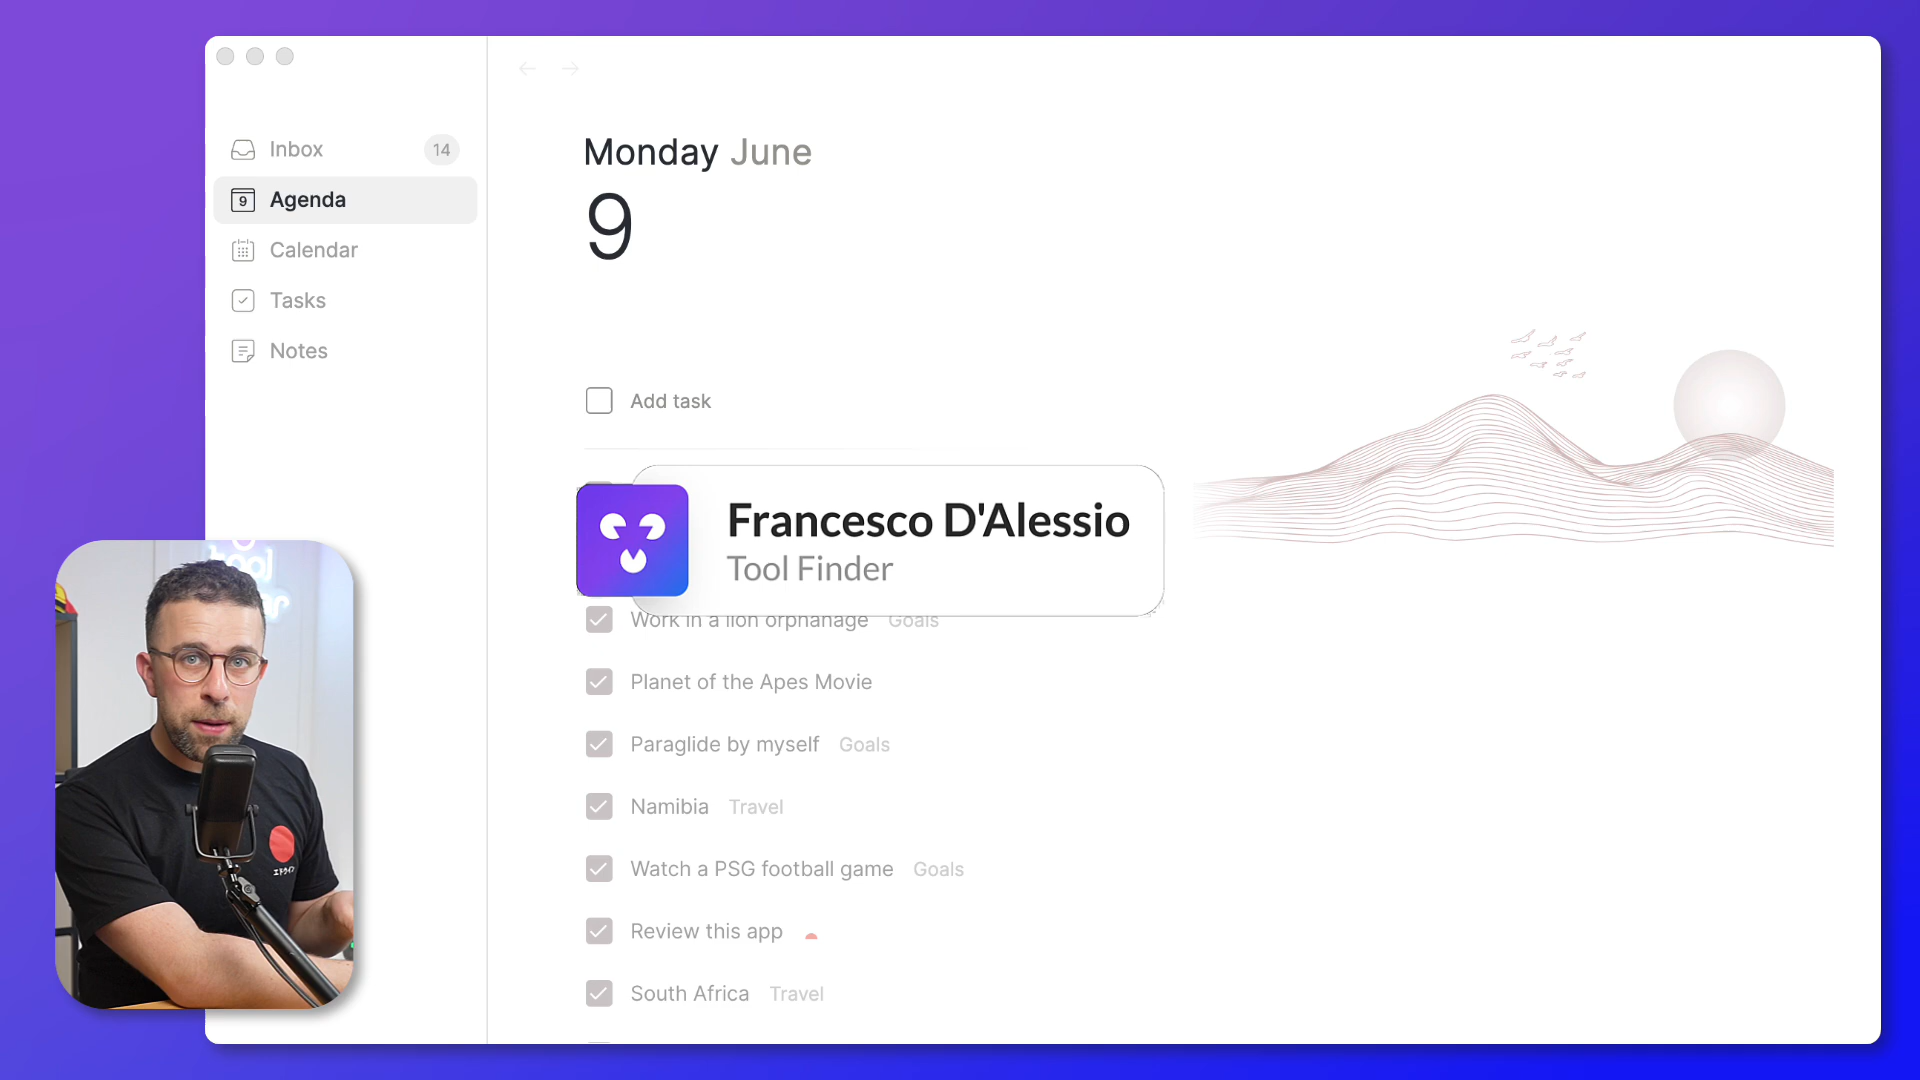 Inbox
14
9
Agenda
Calendar
Tasks
Notes
Monday June
9
Add task
Francesco D'Alessio
Tool Finder
Work in a lion orphanage Goals
Planet of the Apes Movie
Paraglide by myself Goals
Namibia Travel
Watch a PSG football game Goals
Review this app
South Africa Travel